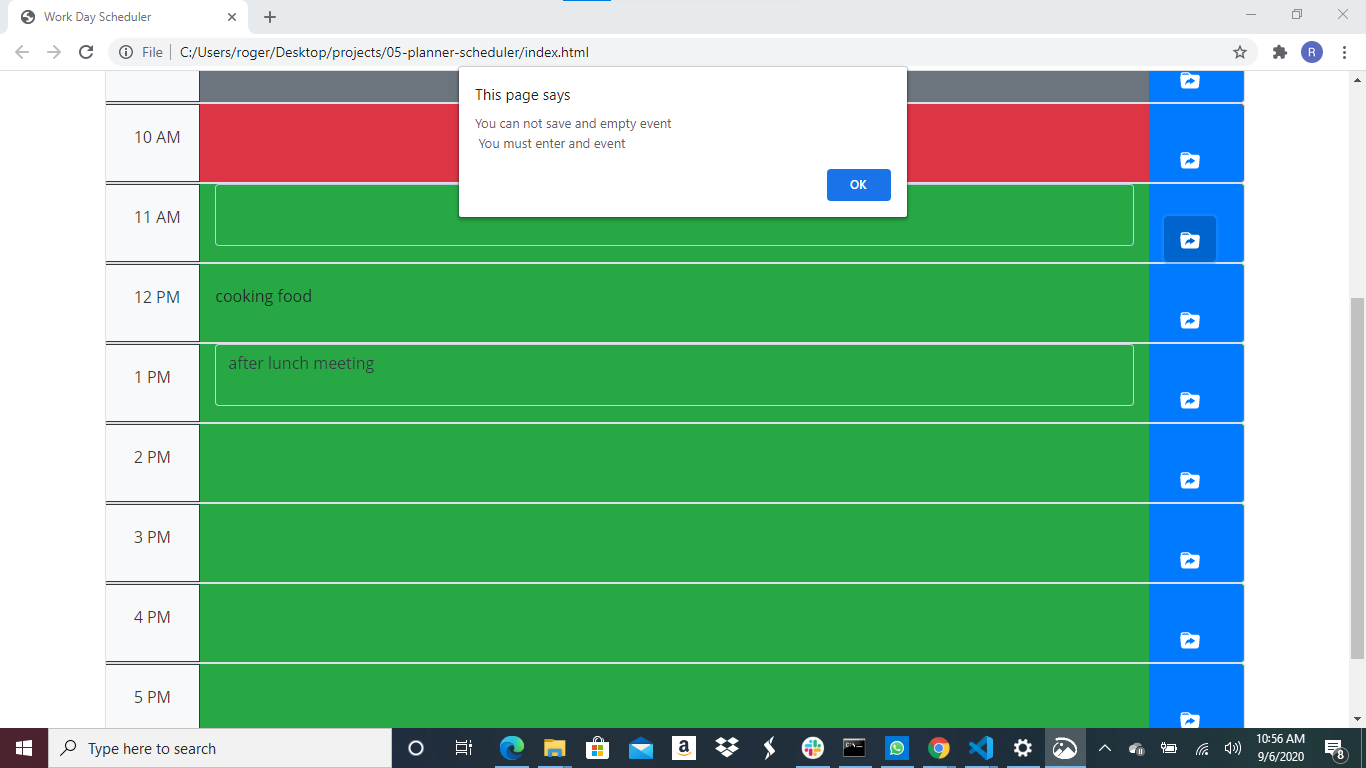 Work Day Scheduler
File
C:/Users/roger/Desktop/projects/05-planner-scheduler/index.html
R
This page says
You can not save and empty event
You must enter and event
OK
10 AM
11 AM
12 PM
cooking food
1 PM
after lunch meeting
2 PM
3 PM
4 PM
5 PM
Type here to search
10:56 AM
9/6/2020
8